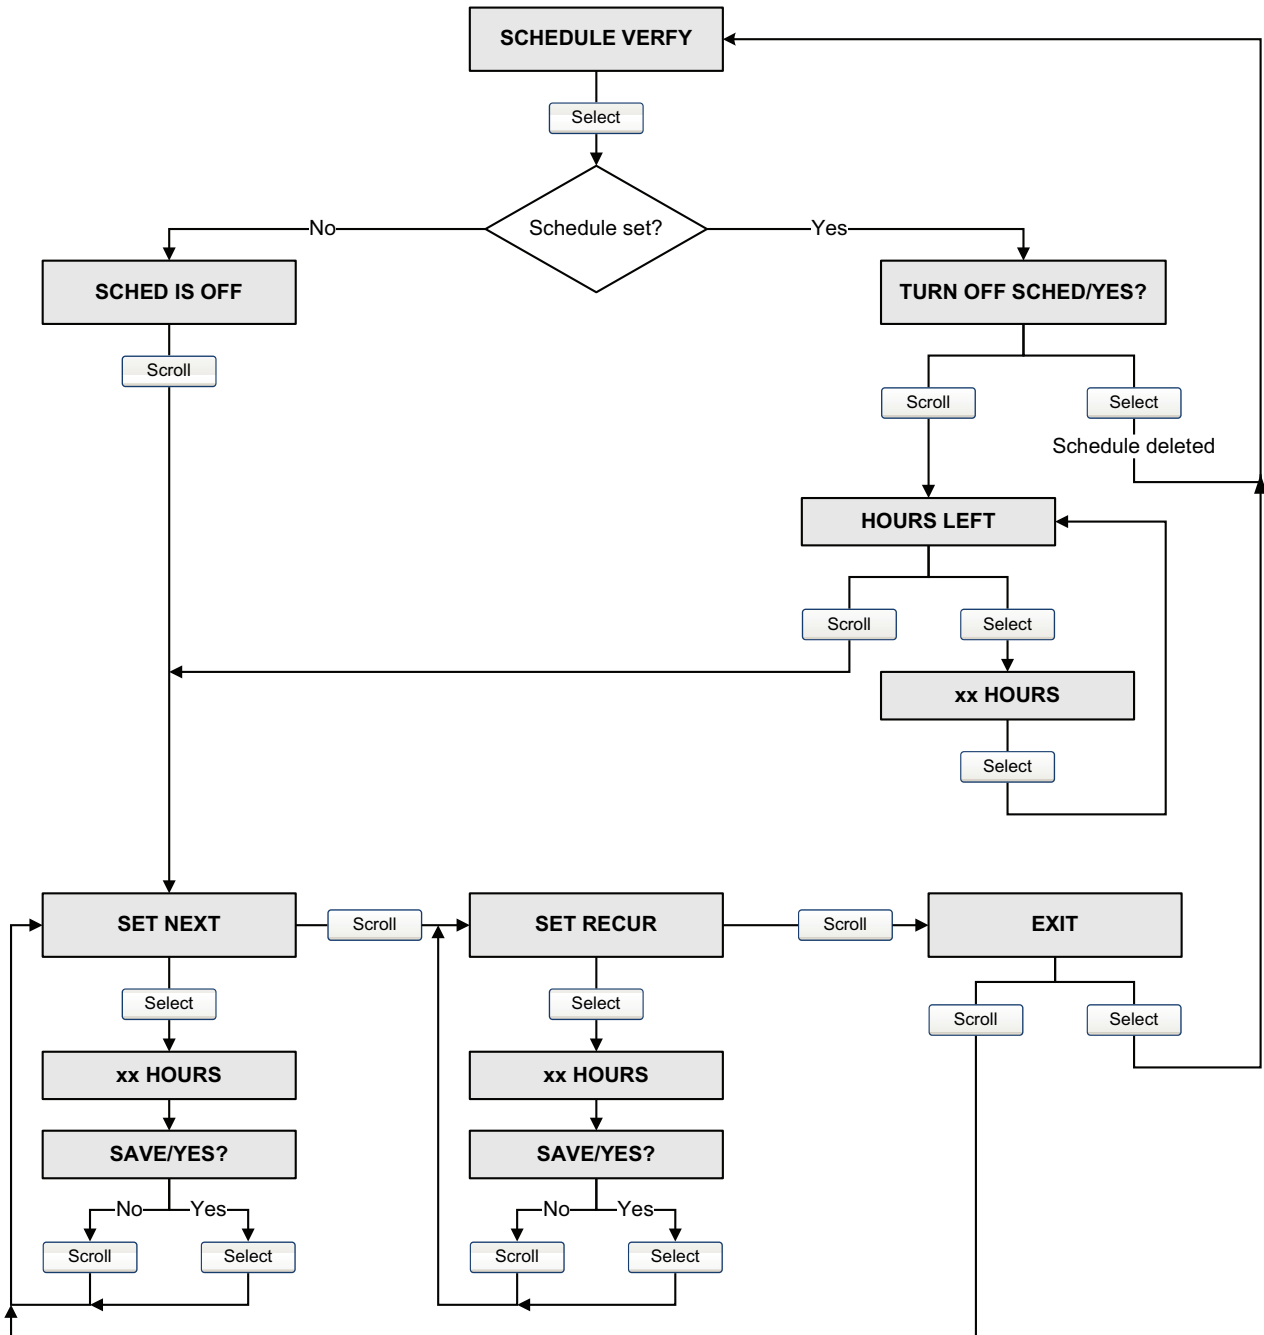 SCHEDULE VERFY
Select
Schedule set?
No
Yes
SCHED IS OFF
TURN OFF SCHED/YES?
Scroll
Scroll
Select
Schedule deleted
HOURS LEFT
Scroll
Select
xx HOURS
Select
SET NEXT
Scroll
SET RECUR
Scroll
EXIT
Select
Select
Scroll
Select
xx HOURS
xx HOURS
SAVE/YES?
SAVE/YES?
No
Yes
No
Yes
Scroll
Select
Scroll
Select